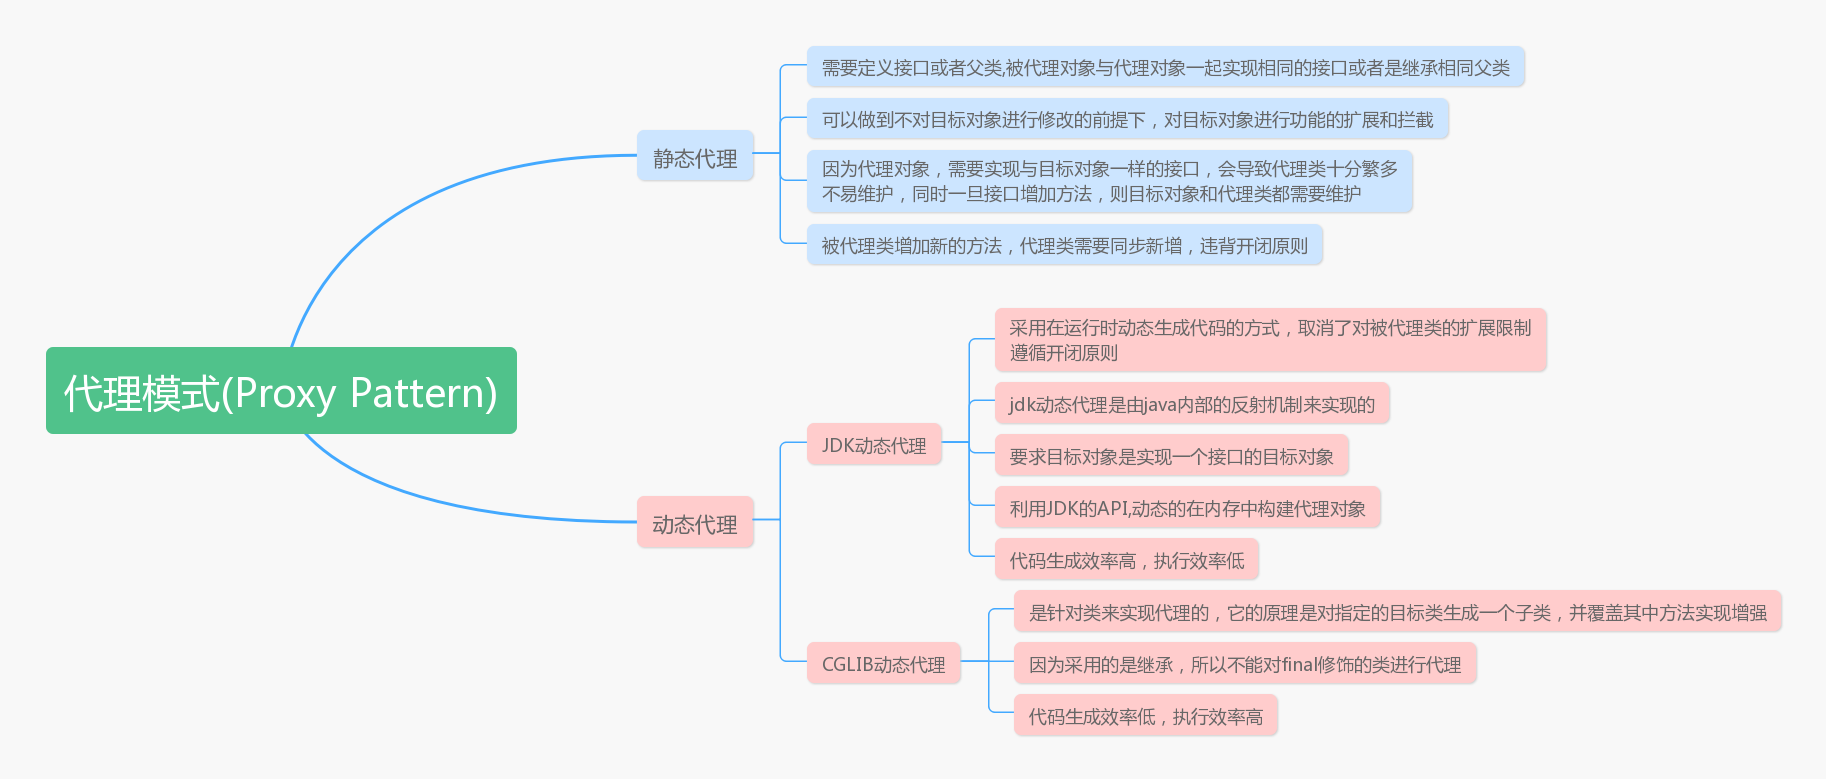 代理模式(Proxy Pattern)
静态代理
需要定义接口或者父类,被代理对象与代理对象一起实现相同的接口或者是继承相同父类
可以做到不对目标对象进行修改的前提下，对目标对象进行功能的扩展和拦截
因为代理对象，需要实现与目标对象一样的接口，会导致代理类十分繁多
不易维护，同时一旦接口增加方法，则目标对象和代理类都需要维护
被代理类增加新的方法，代理类需要同步新增，违背开闭原则
动态代理
JDK动态代理
采用在运行时动态生成代码的方式，取消了对被代理类的扩展限制
遵循开闭原则
jdk动态代理是由java内部的反射机制来实现的
要求目标对象是实现一个接口的目标对象
利用JDK的API,动态的在内存中构建代理对象
代码生成效率高，执行效率低
CGLIB动态代理
是针对类来实现代理的，它的原理是对指定的目标类生成一个子类，并覆盖其中方法实现增强
因为采用的是继承，所以不能对final修饰的类进行代理
代码生成效率低，执行效率高